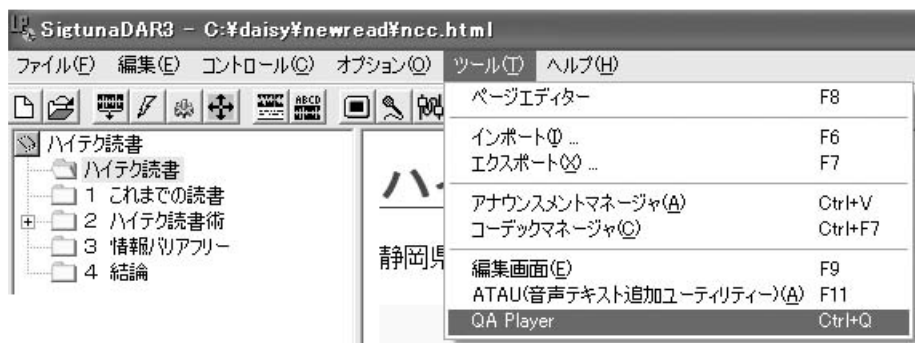 SigtunaDAR3 - C:¥daisy¥newread¥ncc.html
ファイル(F) 編集(E) コントロール(C) オプション(O) ツール(T) ヘルプ(H)
ABCD
ハイテク読書
ハイテク読書
1 これまでの読書
2 ハイテク読書術
3 情報バリアフリー
4 結論
ハイ
静岡県
ページエディター F8
インポート(I) ... F6
エクスポート(X) ... F7
アナウンスメントマネージャ(A) Ctrl+V
コーデックマネージャ(C) Ctrl+F7
編集画面(E) F9
ATAU(音声テキスト追加ユーティリティー)(A) F11
QA Player Ctrl+Q